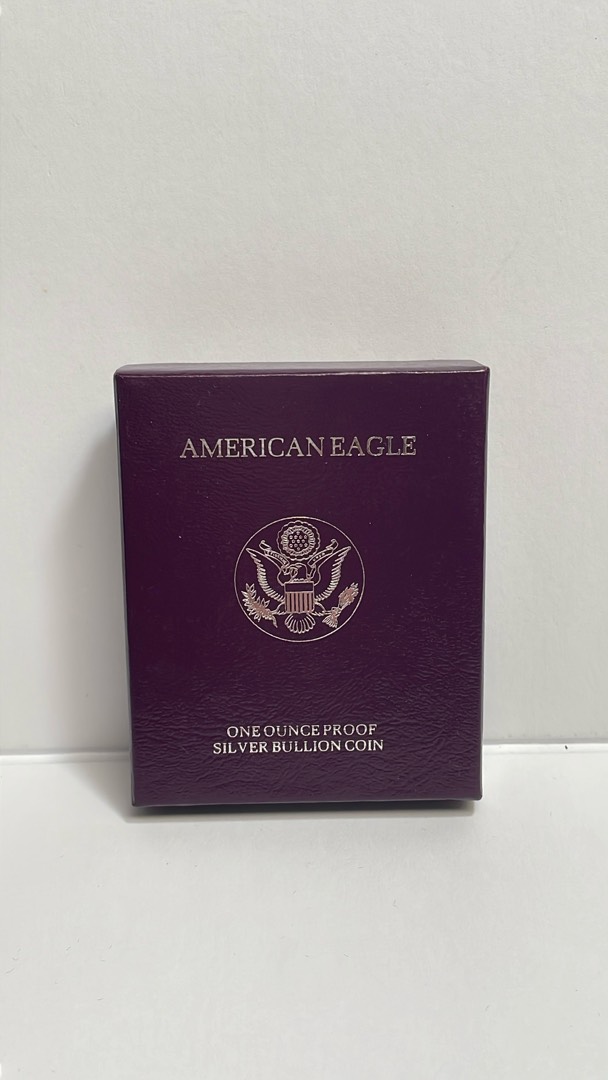 AMERICAN EAGLE
ONE OUNCE PROOF
SILVER BULLION COIN